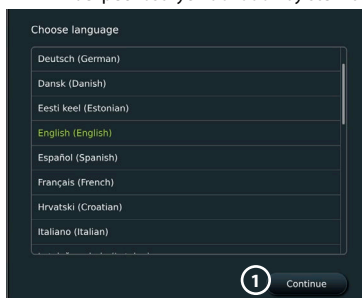 Choose language
Deutsch (German)
Dansk (Danish)
Eesti keel (Estonian)
English (English)
Español (Spanish)
Français (French)
Hrvatski (Croatian)
Italiano (Italian)
1 Continue